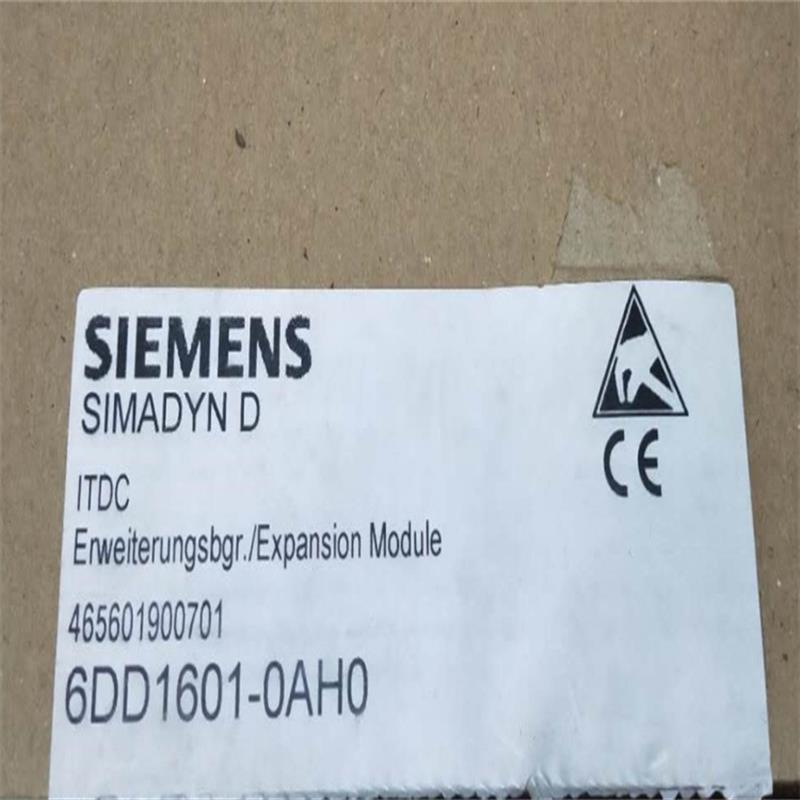 SIEMENS
SIMADYN D
ITDC
Erweiterungsbgr./Expansion Module
465601900701
6DD1601-0AH0
CE